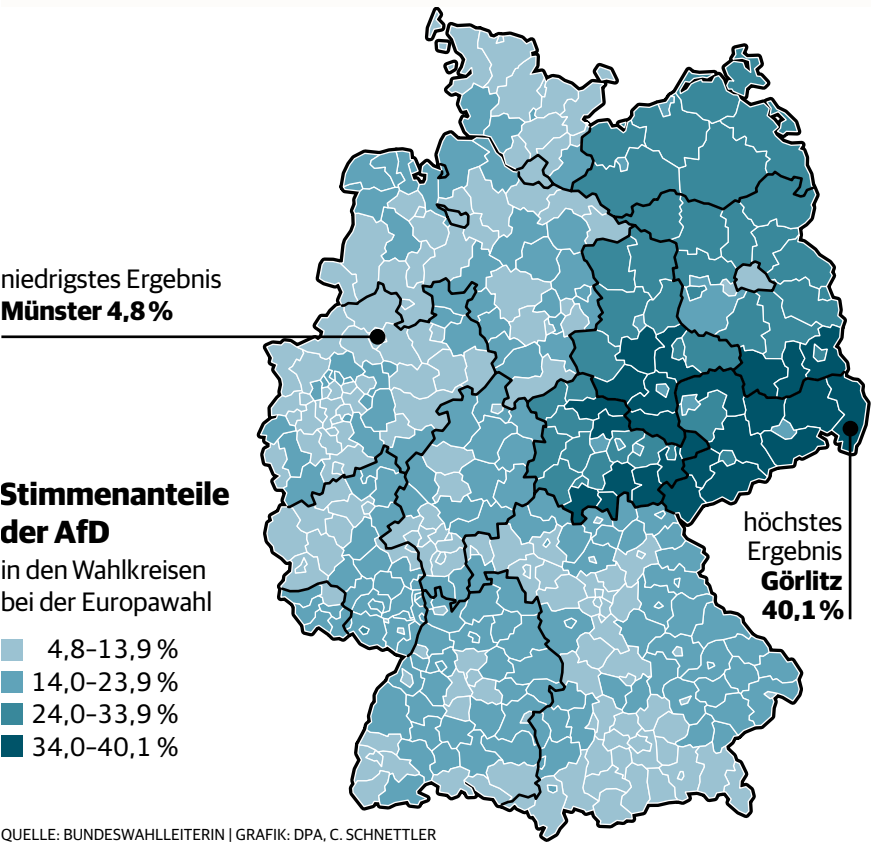 niedrigstes Ergebnis
Münster 4,8 %
Stimmenanteile
der AfD
in den Wahlkreisen
bei der Europawahl
4,8–13,9 %
14,0–23,9 %
24,0–33,9 %
34,0–40,1 %
höchstes
Ergebnis
Görlitz
40,1 %
QUELLE: BUNDESWAHLLEITERIN | GRAFIK: DPA, C. SCHNETTLER